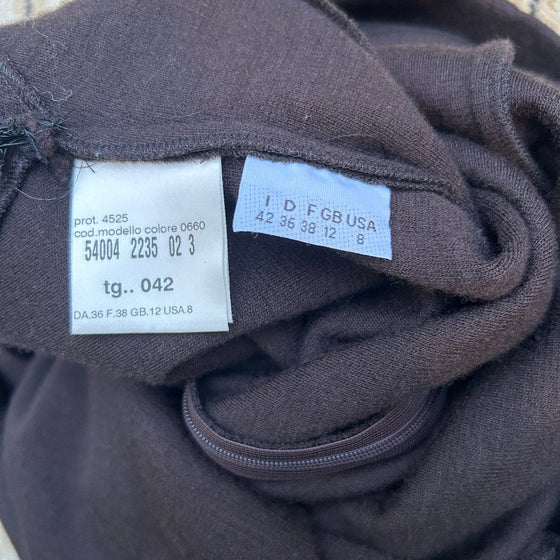 prot. 4525
cod.modello colore 0660
54004 2235 02 3
tg.. 042
DA.36 F.38 GB.12 USA.8
I D F GB USA
42 36 38 12 8